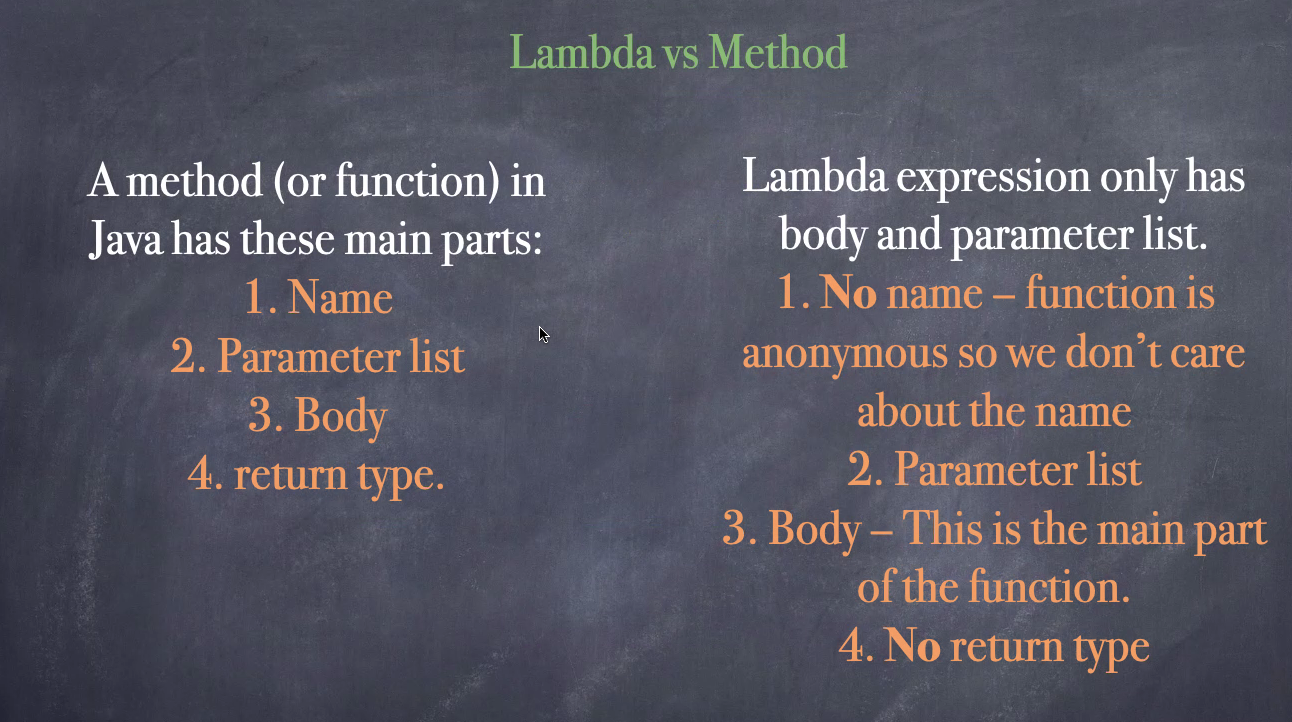 Lambda vs Method
A method (or function) in
Java has these main parts:
1. Name
2. Parameter list
3. Body
4. return type.
Lambda expression only has
body and parameter list.
1. No name – function is
anonymous so we don’t care
about the name
2. Parameter list
3. Body – This is the main part
of the function.
4. No return type